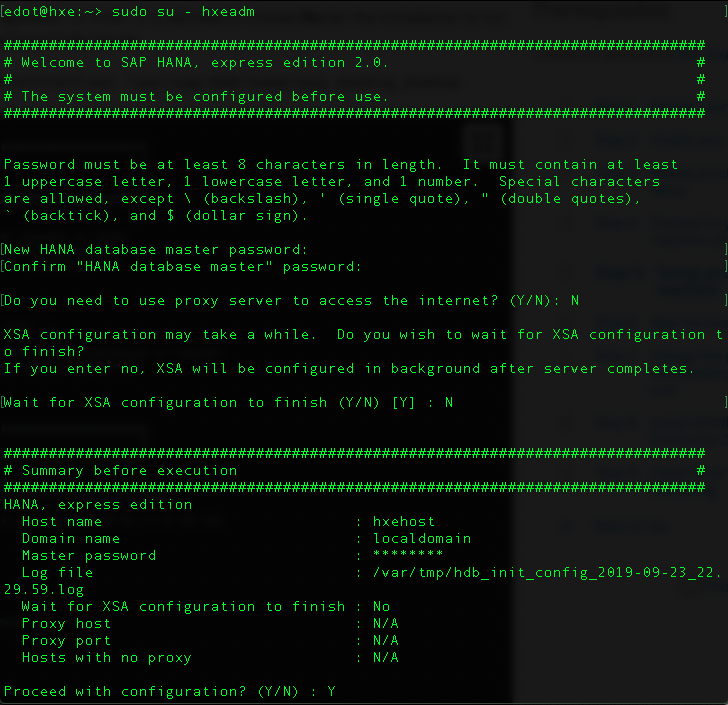 [edot@hxe:~> sudo su - hxeadm ]
##############################################################################
# Welcome to SAP HANA, express edition 2.0. #
# #
# The system must be configured before use. #
##############################################################################
Password must be at least 8 characters in length.  It must contain at least
1 uppercase letter, 1 lowercase letter, and 1 number.  Special characters
are allowed, except \ (backslash), ' (single quote), " (double quotes),
` (backtick), and $ (dollar sign).
[New HANA database master password: ]
[Confirm "HANA database master" password: ]
[Do you need to use proxy server to access the internet? (Y/N): N ]
XSA configuration may take a while.  Do you wish to wait for XSA configuration t
o finish?
If you enter no, XSA will be configured in background after server completes.
[Wait for XSA configuration to finish (Y/N) [Y] : N ]
##############################################################################
# Summary before execution #
##############################################################################
HANA, express edition
Host name : hxehost
Domain name : localdomain
Master password : ********
Log file : /var/tmp/hdb_init_config_2019-09-23_22.
29.59.log
Wait for XSA configuration to finish : No
Proxy host : N/A
Proxy port : N/A
Hosts with no proxy : N/A
Proceed with configuration? (Y/N) : Y